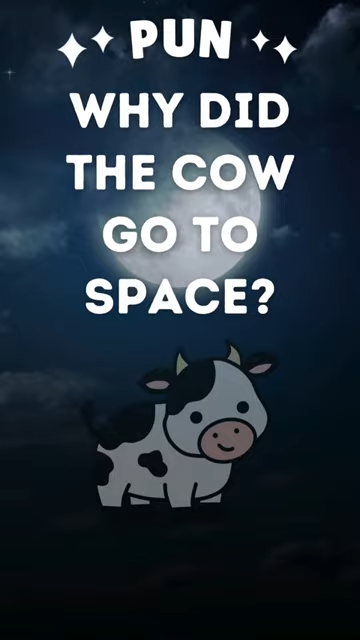 PUN
WHY DID
THE COW
GO TO
SPACE?